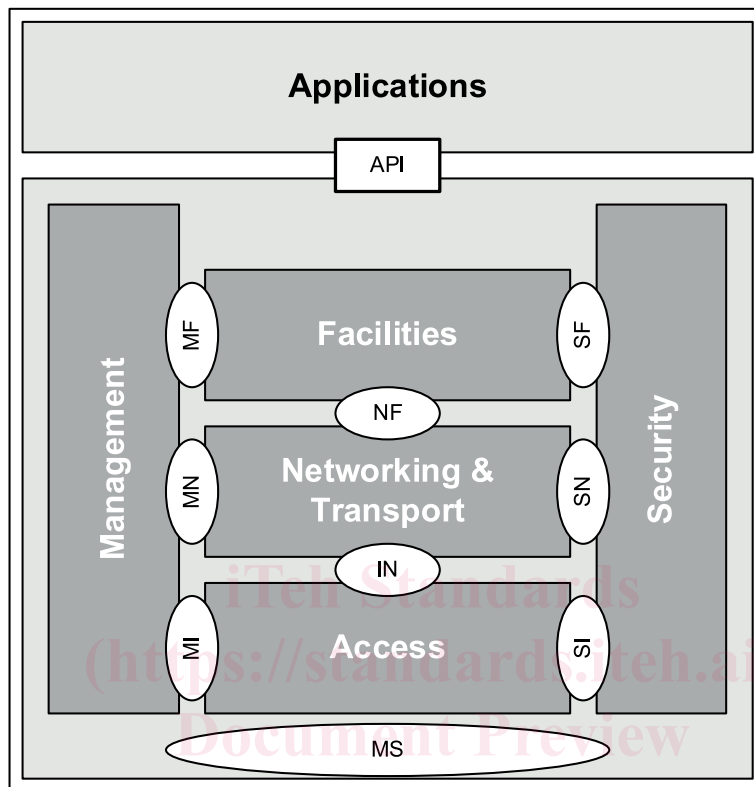 Applications
API
MF
Facilities
SF
NF
Management
MN
Networking &
Transport
SN
Security
IN
iTeh Standards
MI
Access
SI
(https://standards.iteh.ai
Document Preview
MS